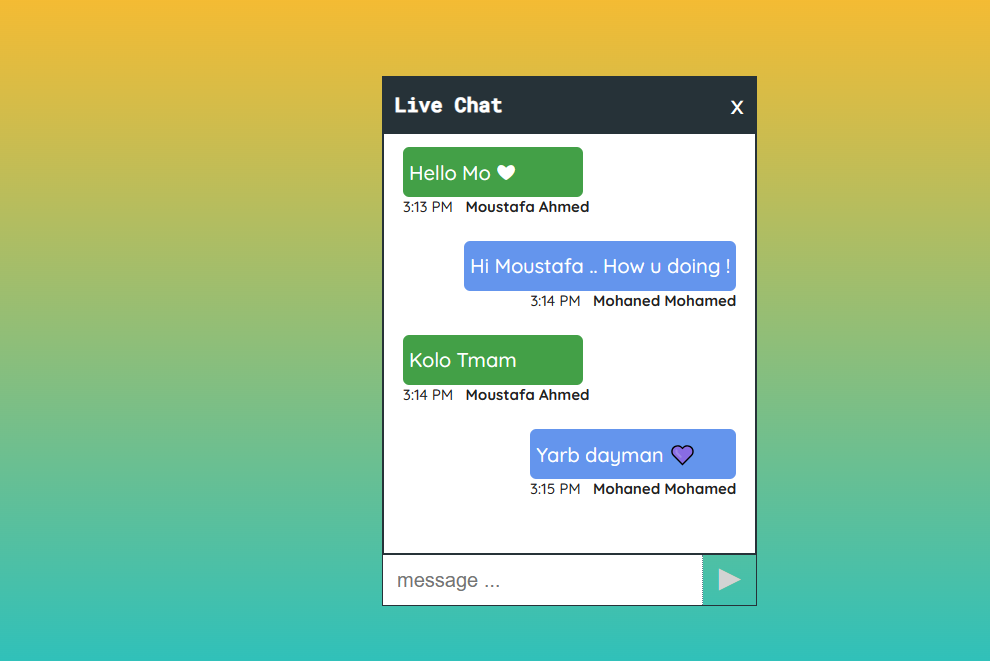 Live Chat x
Hello Mo 🤍
3:13 PM Moustafa Ahmed
Hi Moustafa .. How u doing !
3:14 PM Mohaned Mohamed
Kolo Tmam
3:14 PM Moustafa Ahmed
Yarb dayman 💜
3:15 PM Mohaned Mohamed
message ...